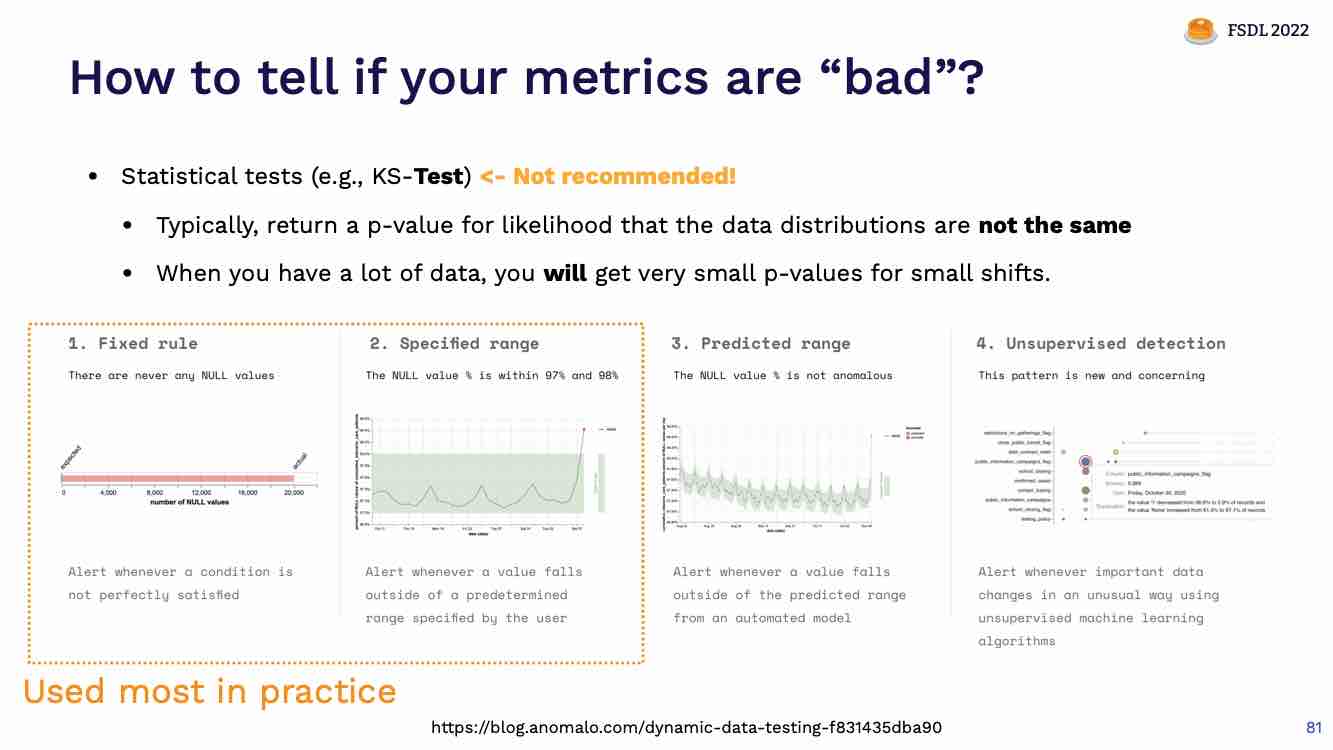 FSDL 2022
How to tell if your metrics are “bad”?
• Statistical tests (e.g., KS-Test) <- Not recommended!
• Typically, return a p-value for likelihood that the data distributions are not the same
• When you have a lot of data, you will get very small p-values for small shifts.
1. Fixed rule
There are never any NULL values
expected
actual
0 4,000 8,000 12,000 16,000 20,000
number of NULL values
Alert whenever a condition is
not perfectly satisfied
2. Specified range
The NULL value % is within 97% and 98%
Alert whenever a value falls
outside of a predetermined
range specified by the user
3. Predicted range
The NULL value % is not anomalous
Alert whenever a value falls
outside of the predicted range
from an automated model
4. Unsupervised detection
This pattern is new and concerning
public_information_campaigns_flag
Friday, October 30, 2020
Alert whenever important data
changes in an unusual way using
unsupervised machine learning
algorithms
Used most in practice
https://blog.anomalo.com/dynamic-data-testing-f831435dba90
81